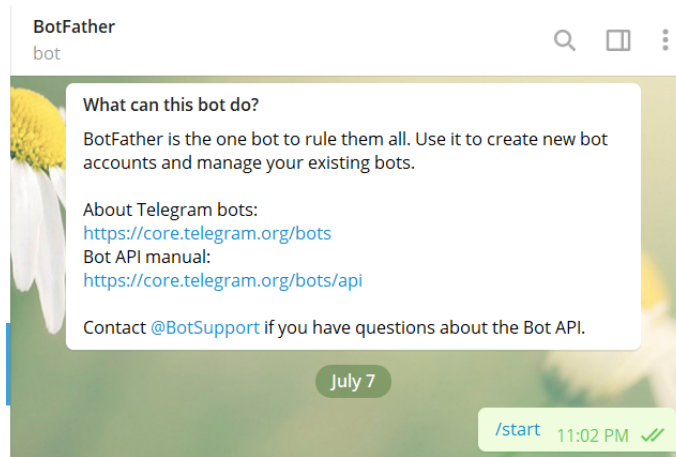 BotFather
bot
What can this bot do?
BotFather is the one bot to rule them all. Use it to create new bot
accounts and manage your existing bots.
About Telegram bots:
https://core.telegram.org/bots
Bot API manual:
https://core.telegram.org/bots/api
Contact @BotSupport if you have questions about the Bot API.
July 7
/start 11:02 PM